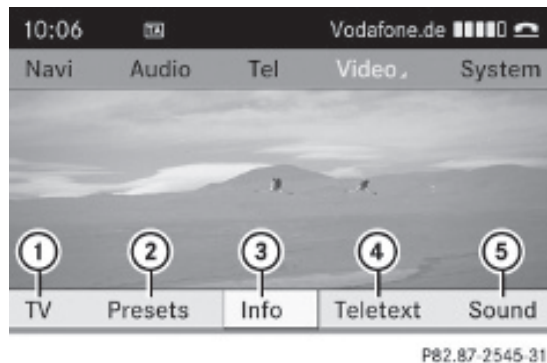 10:06 TA Vodafone.de
Navi Audio Tel Video System
1 2 3 4 5
TV Presets Info Teletext Sound
P82.87-2545-31